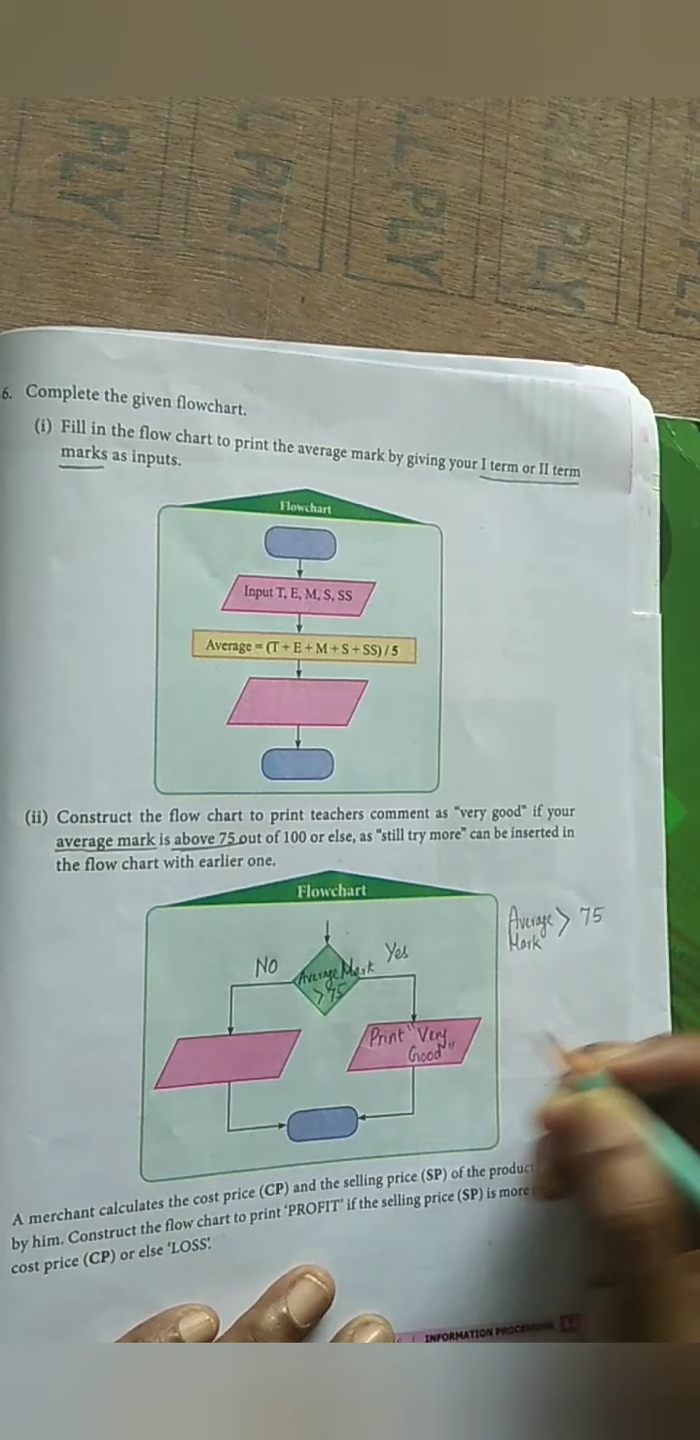 PLY
LL PLY
LL PLY
PLY
6. Complete the given flowchart.
(i) Fill in the flow chart to print the average mark by giving your I term or II term
marks as inputs.
Flowchart
Input T, E, M, S, SS
Average = (T + E + M + S + SS) / 5
(ii) Construct the flow chart to print teachers comment as "very good" if your
average mark is above 75 out of 100 or else, as "still try more" can be inserted in
the flow chart with earlier one.
Flowchart
Average > 75
Mark
NO
Average Mark
> 75
Yes
Print "Very
Good"
A merchant calculates the cost price (CP) and the selling price (SP) of the product
by him. Construct the flow chart to print 'PROFIT' if the selling price (SP) is more
cost price (CP) or else 'LOSS'.
INFORMATION PROCESSING